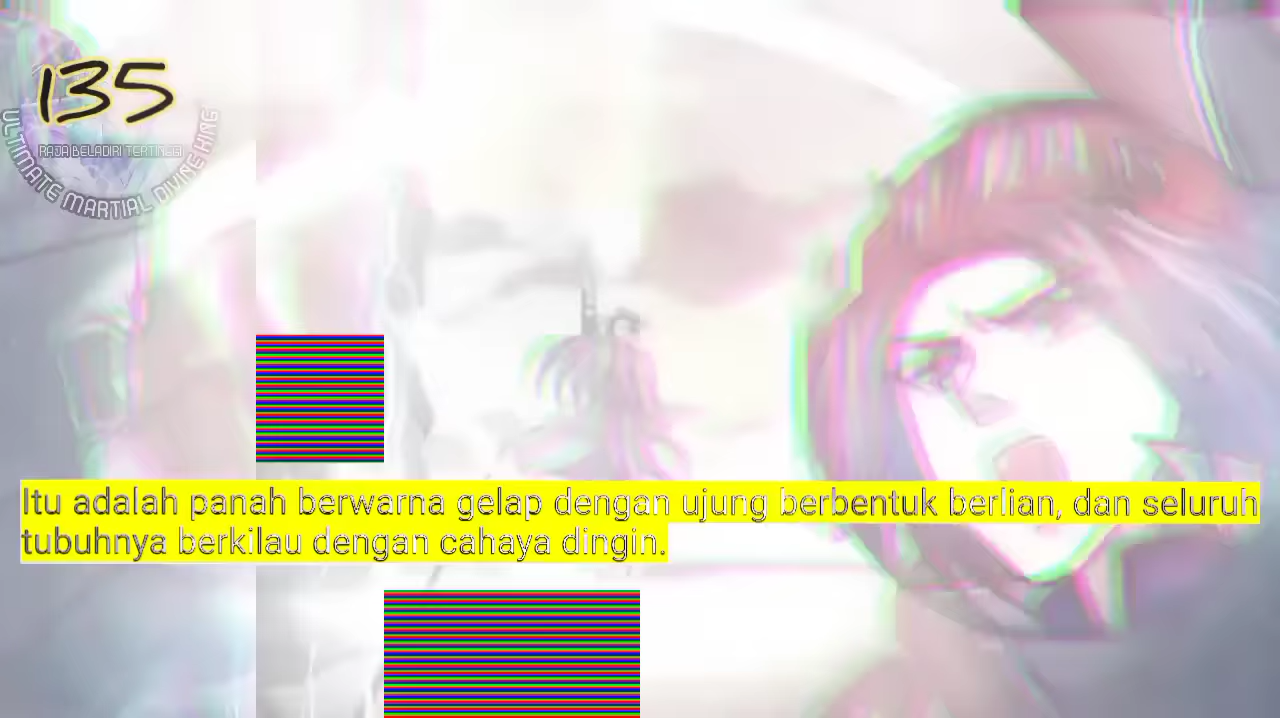 135
RAJA BELADIRI TERTINGGI
ULTIMATE MARTIAL DIVINE KING
Itu adalah panah berwarna gelap dengan ujung berbentuk berlian, dan seluruh
tubuhnya berkilau dengan cahaya dingin.